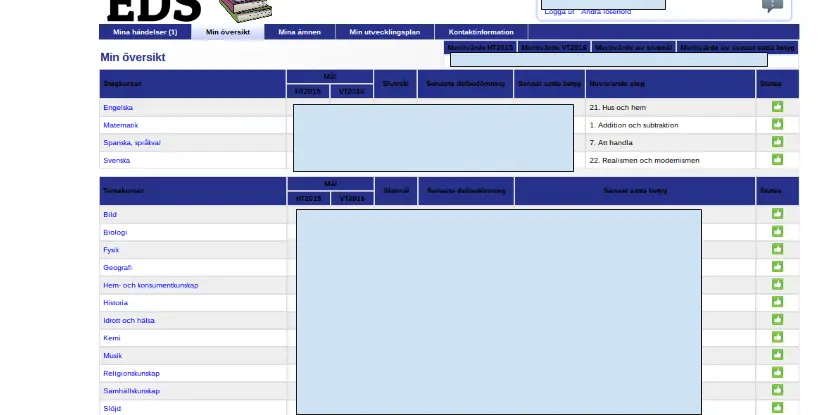 EDS
Logga ut Ändra lösenord
Mina händelser (1) Min översikt Mina ämnen Min utvecklingsplan Kontaktinformation
Meritvärde HT2015 Meritvärde VT2016 Meritvärde av slutmål Meritvärde av senast satta betyg
Min översikt
Stegkurser Mål Slutmål Senaste delbedömning Senast satta betyg Nuvarande steg Status
HT2015 VT2016
Engelska 21. Hus och hem
Matematik 1. Addition och subtraktion
Spanska, språkval 7. Att handla
Svenska 22. Realismen och modernismen
Temakurser Mål Slutmål Senaste delbedömning Senast satta betyg Status
HT2015 VT2016
Bild
Biologi
Fysik
Geografi
Hem- och konsumentkunskap
Historia
Idrott och hälsa
Kemi
Musik
Religionskunskap
Samhällskunskap
Slöjd